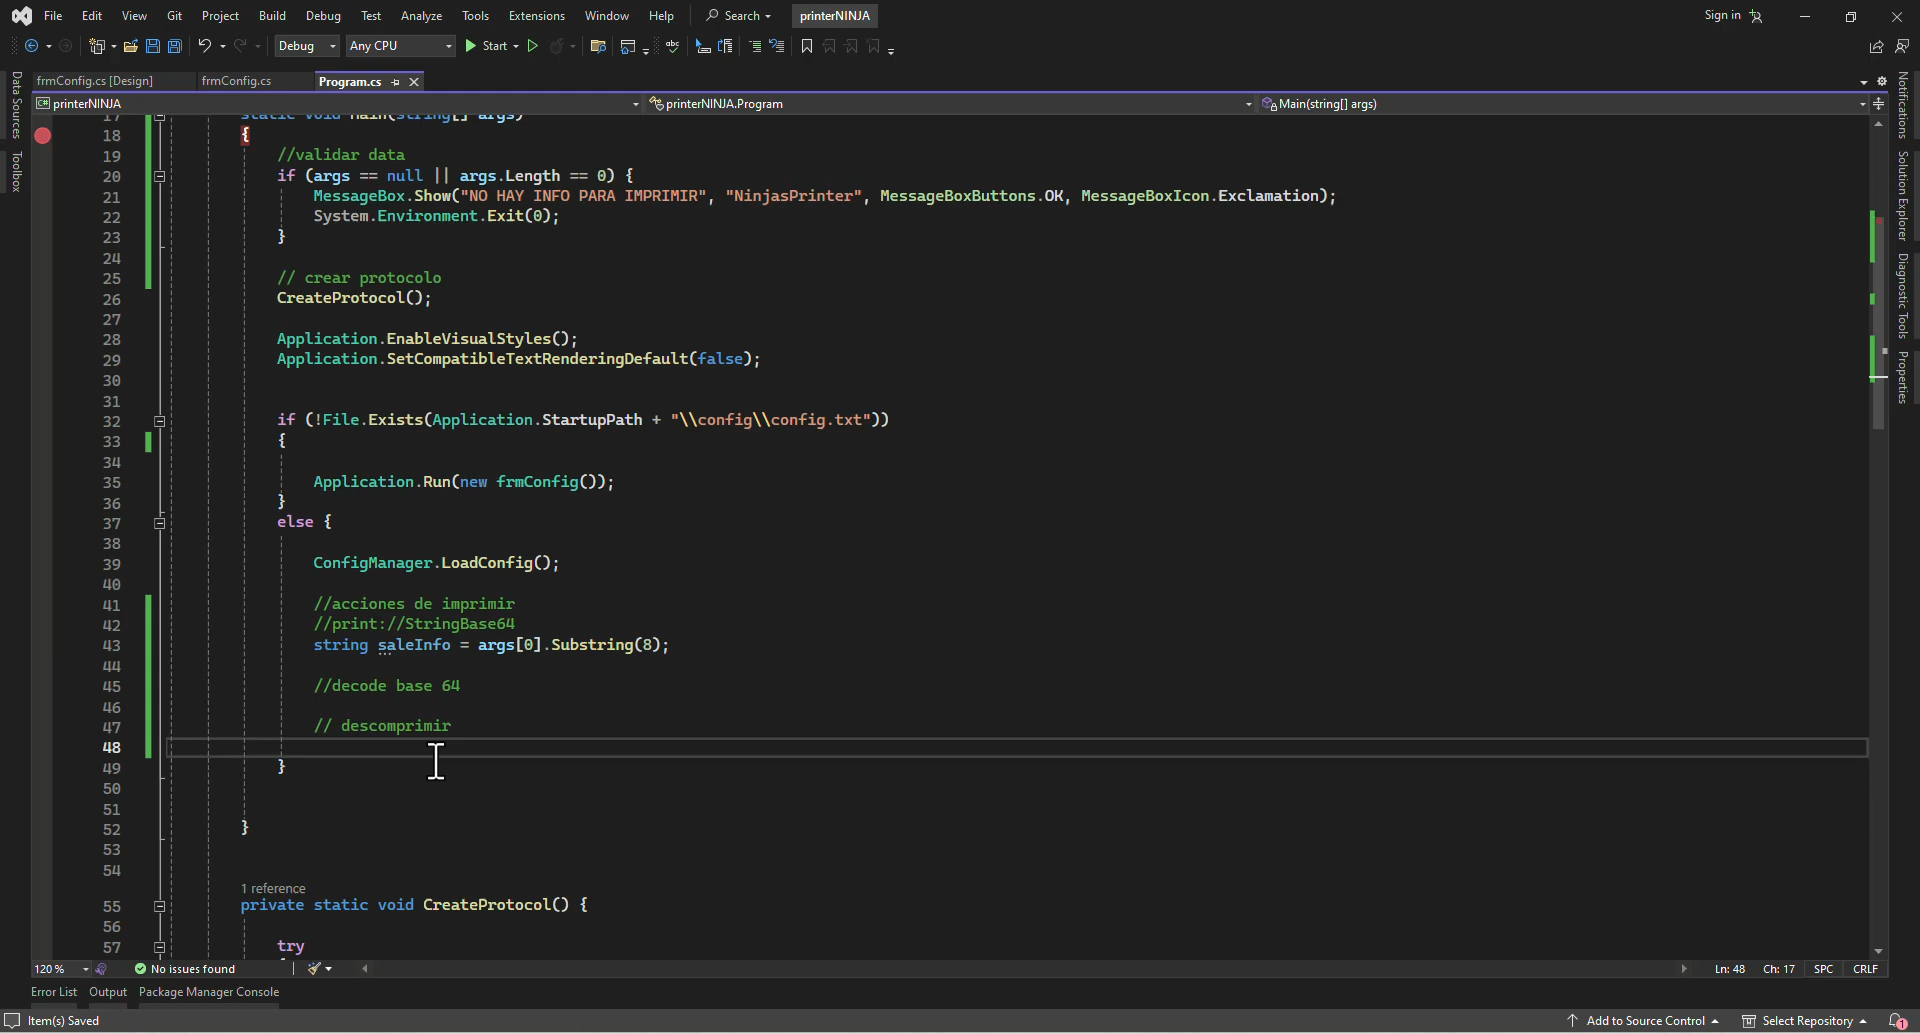 File Edit View Git Project Build Debug Test Analyze Tools Extensions Window Help Search printerNINJA Sign in
Debug Any CPU Start
frmConfig.cs [Design] frmConfig.cs Program.cs
printerNINJA printerNINJA.Program Main(string[] args)
Data Sources
Toolbox
Notifications
Solution Explorer
Diagnostic Tools
Properties
17 static void Main(string[] args)
18 {
19 //validar data
20 if (args == null || args.Length == 0) {
21 MessageBox.Show("NO HAY INFO PARA IMPRIMIR", "NinjasPrinter", MessageBoxButtons.OK, MessageBoxIcon.Exclamation);
22 System.Environment.Exit(0);
23 }
24
25 // crear protocolo
26 CreateProtocol();
27
28 Application.EnableVisualStyles();
29 Application.SetCompatibleTextRenderingDefault(false);
30
31
32 if (!File.Exists(Application.StartupPath + "\\config\\config.txt"))
33 {
34
35 Application.Run(new frmConfig());
36 }
37 else {
38
39 ConfigManager.LoadConfig();
40
41 //acciones de imprimir
42 //print://StringBase64
43 string saleInfo = args[0].Substring(8);
44
45 //decode base 64
46
47 // descomprimir
48
49 }
50
51
52 }
53
54
1 reference
55 private static void CreateProtocol() {
56
57 try
120 % No issues found Ln: 48 Ch: 17 SPC CRLF
Error List Output Package Manager Console
Item(s) Saved Add to Source Control Select Repository 1